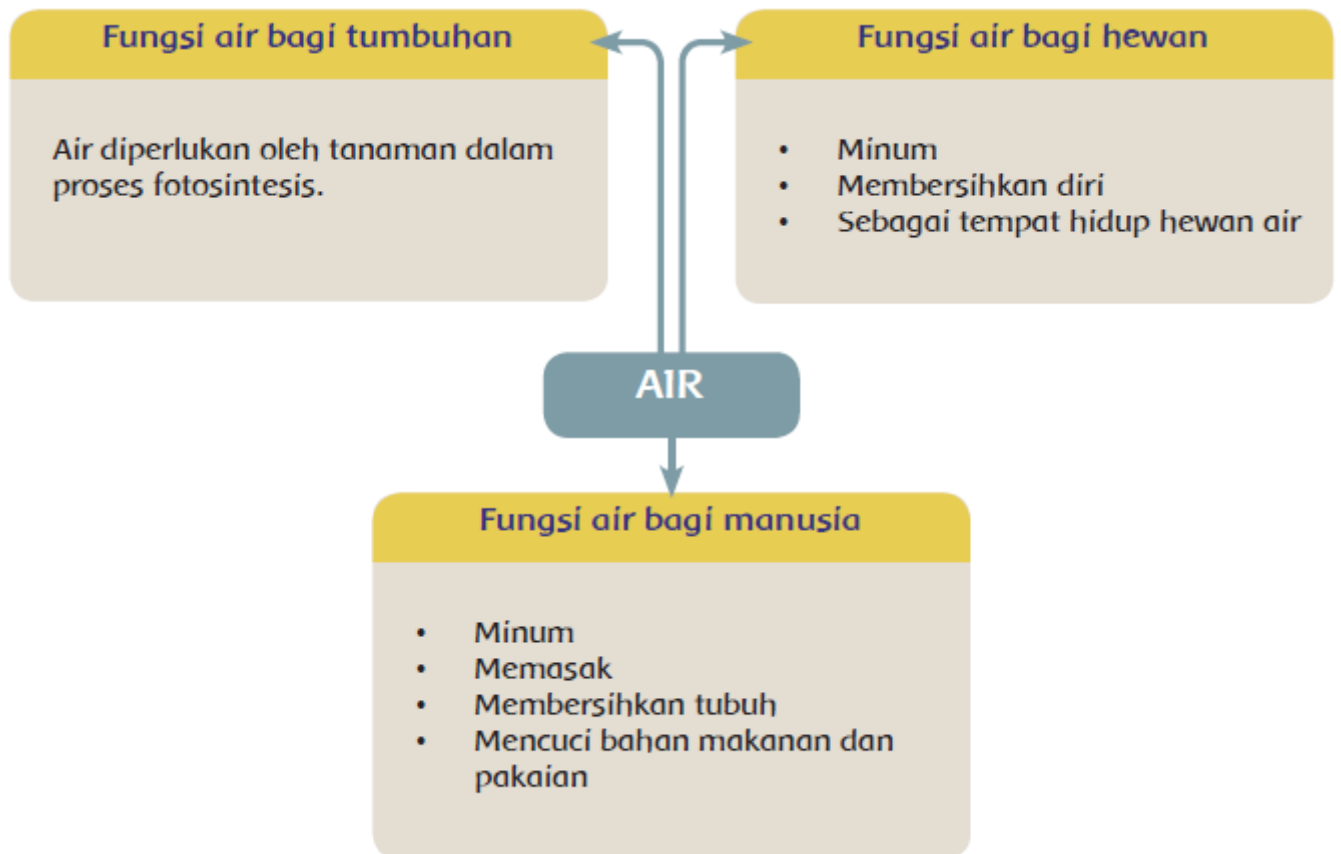 Fungsi air bagi tumbuhan
Air diperlukan oleh tanaman dalam
proses fotosintesis.
Fungsi air bagi hewan
• Minum
• Membersihkan diri
• Sebagai tempat hidup hewan air
AIR
Fungsi air bagi manusia
• Minum
• Memasak
• Membersihkan tubuh
• Mencuci bahan makanan dan
pakaian